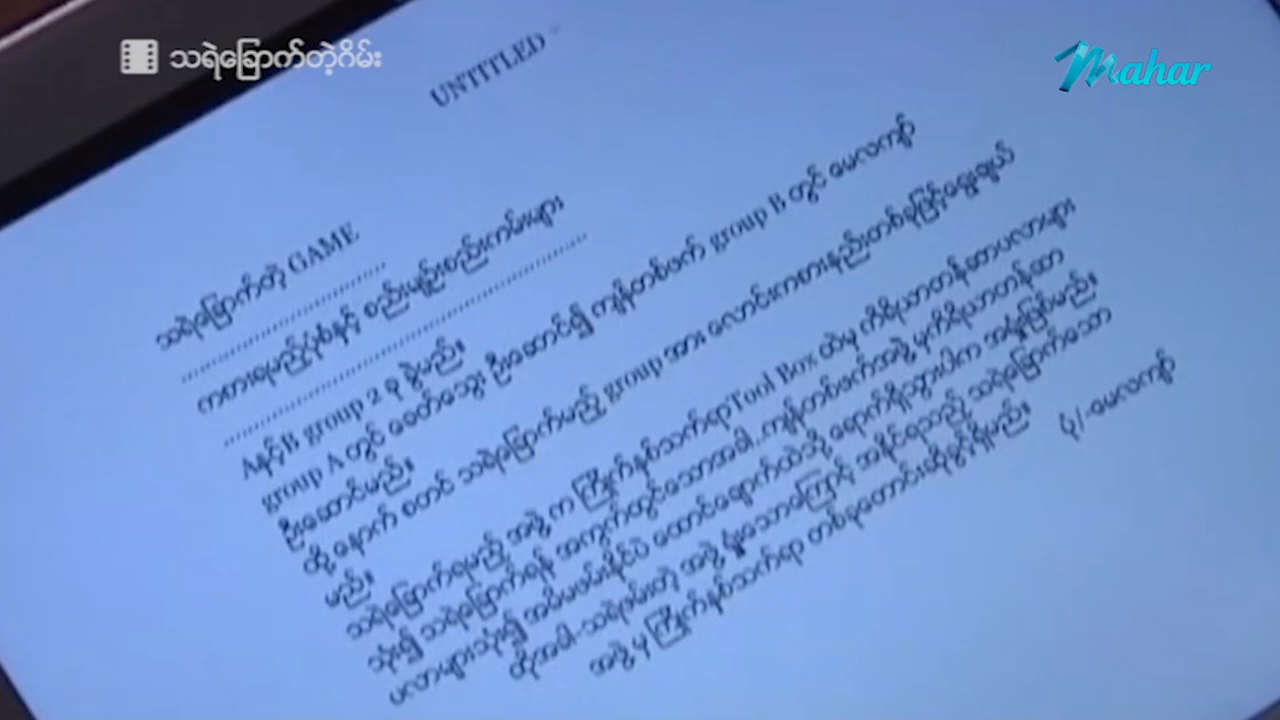 သရဲခြောက်တဲ့ဂိမ်း
Mahar
UNTITLED
သရဲခြောက်တဲ့ GAME
ကစားရမည့်ပုံစံနှင့် စည်းမျဉ်းစည်းကမ်းများ
Aနှင့်B group 2 ခု ခွဲမည်။
group A တွင် ခေတ်သွေး ဦးဆောင်၍ ကျန်တစ်ဖက် group B တွင် မေလကျာ်
ဦးဆောင်မည်။
ထို့နောက် စတင် သရဲခြောက်မည့် group အား လောင်းကစားနည်းတစ်ခုဖြင့်ရွေးချယ်
မည်။
သရဲခြောက်ရမည့် အဖွဲ့ က ကြိုက်နှစ်သက်ရာTool Box ထဲမှ ကိရိယာတန်ဆာပလာများ
သုံး၍ သရဲခြောက်ရန် အကွက်တွင်သောအခါ..ကျန်တစ်ဖက်အဖွဲ့မှကိရိယာတန်ဆာ
ပလာများသုံး၍ အမိမဖမ်းနိုင်ပဲ ထောင်ချောက်ထဲသို့ ရောက်ရှိသွားပါက အရှုံးဖြစ်မည်။
ထိုအခါ-သရဲဖမ်းတဲ့ အဖွဲ့ ရှုံးသောကြောင့် အနိုင်ရသည့် သရဲခြောက်သော
အဖွဲ့မှ ကြိုက်နှစ်သက်ရာ တစ်ခုတောင်းဆိုခွင့်ရှိမည်။
ပုံ/-မေလကျာ်